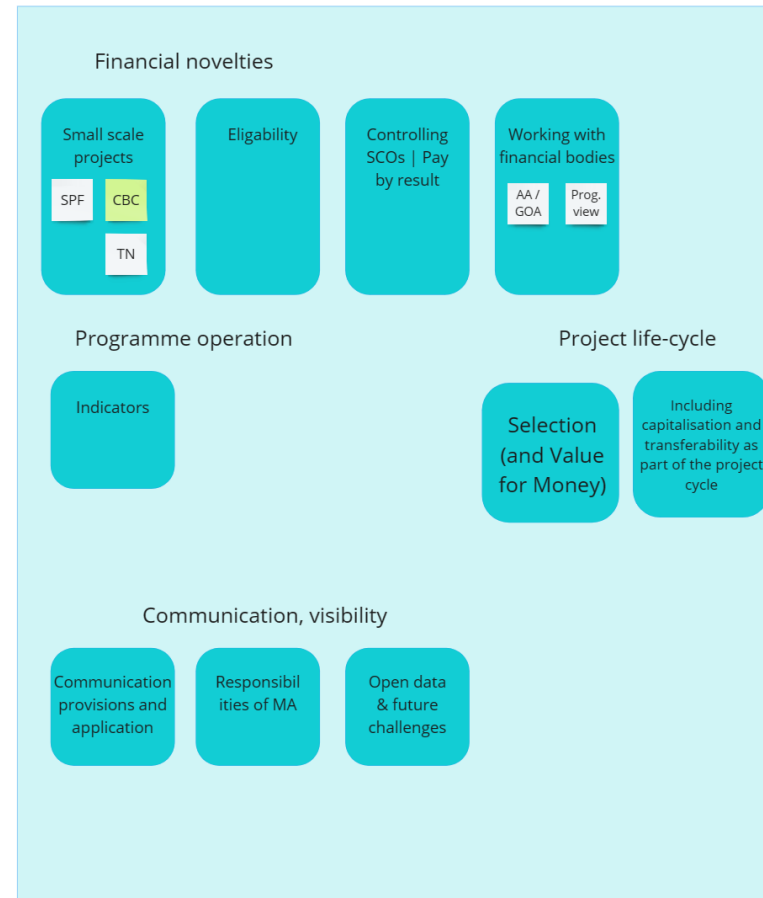 Financial novelties
Small scale
projects
SPF
CBC
TN
Eligability
Controlling
SCOs | Pay
by result
Working with
financial bodies
AA /
GOA
Prog.
view
Programme operation
Indicators
Project life-cycle
Selection
(and Value
for Money)
Including
capitalisation and
transferability as
part of the project
cycle
Communication, visibility
Communication
provisions and
application
Responsibil
ities of MA
Open data
& future
challenges